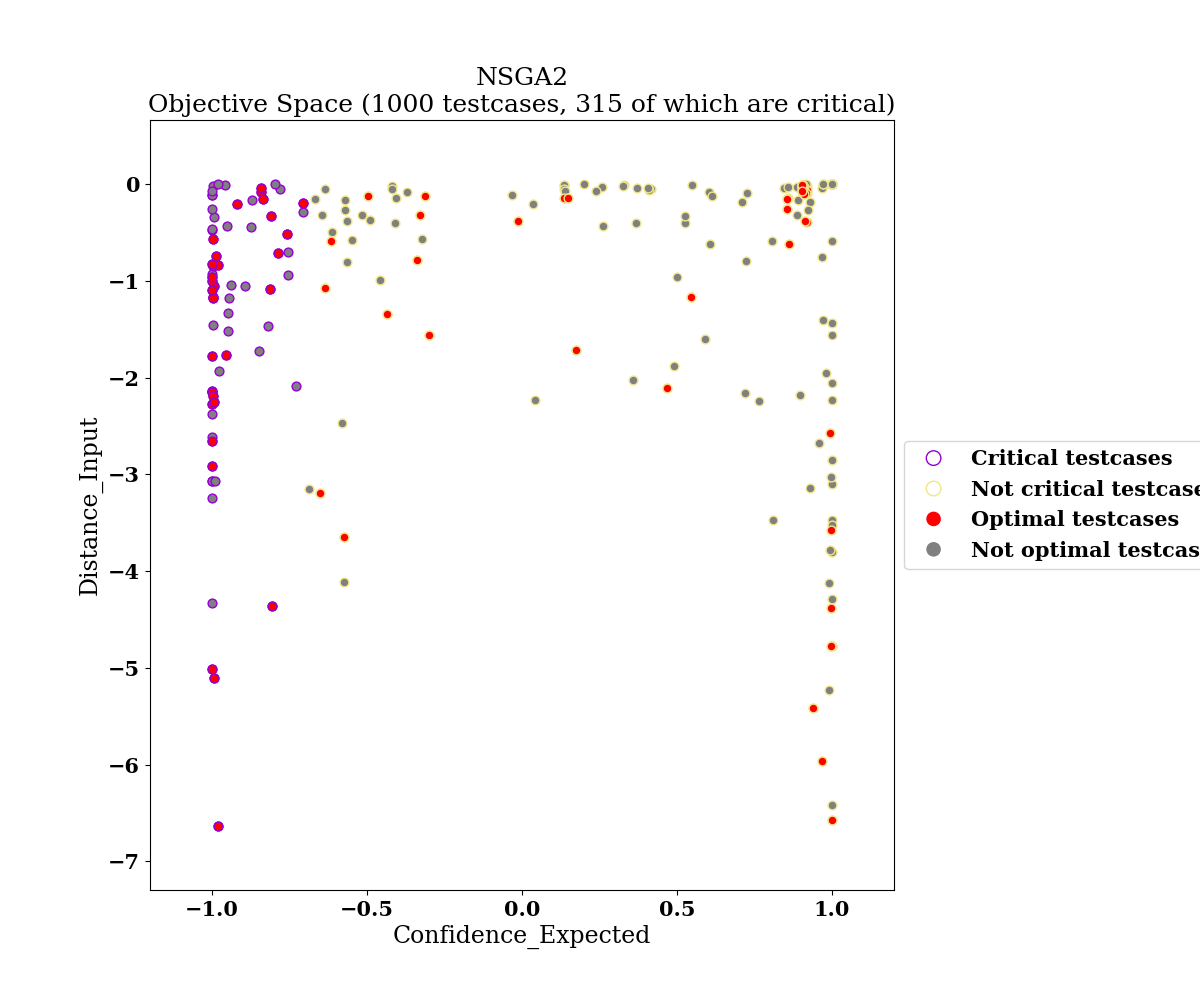 NSGA2
Objective Space (1000 testcases, 315 of which are critical)
0
−1
−2
−3
−4
−5
−6
−7
Distance_Input
−1.0
−0.5
0.0
0.5
1.0
Confidence_Expected
Critical testcases
Not critical testcase
Optimal testcases
Not optimal testcas